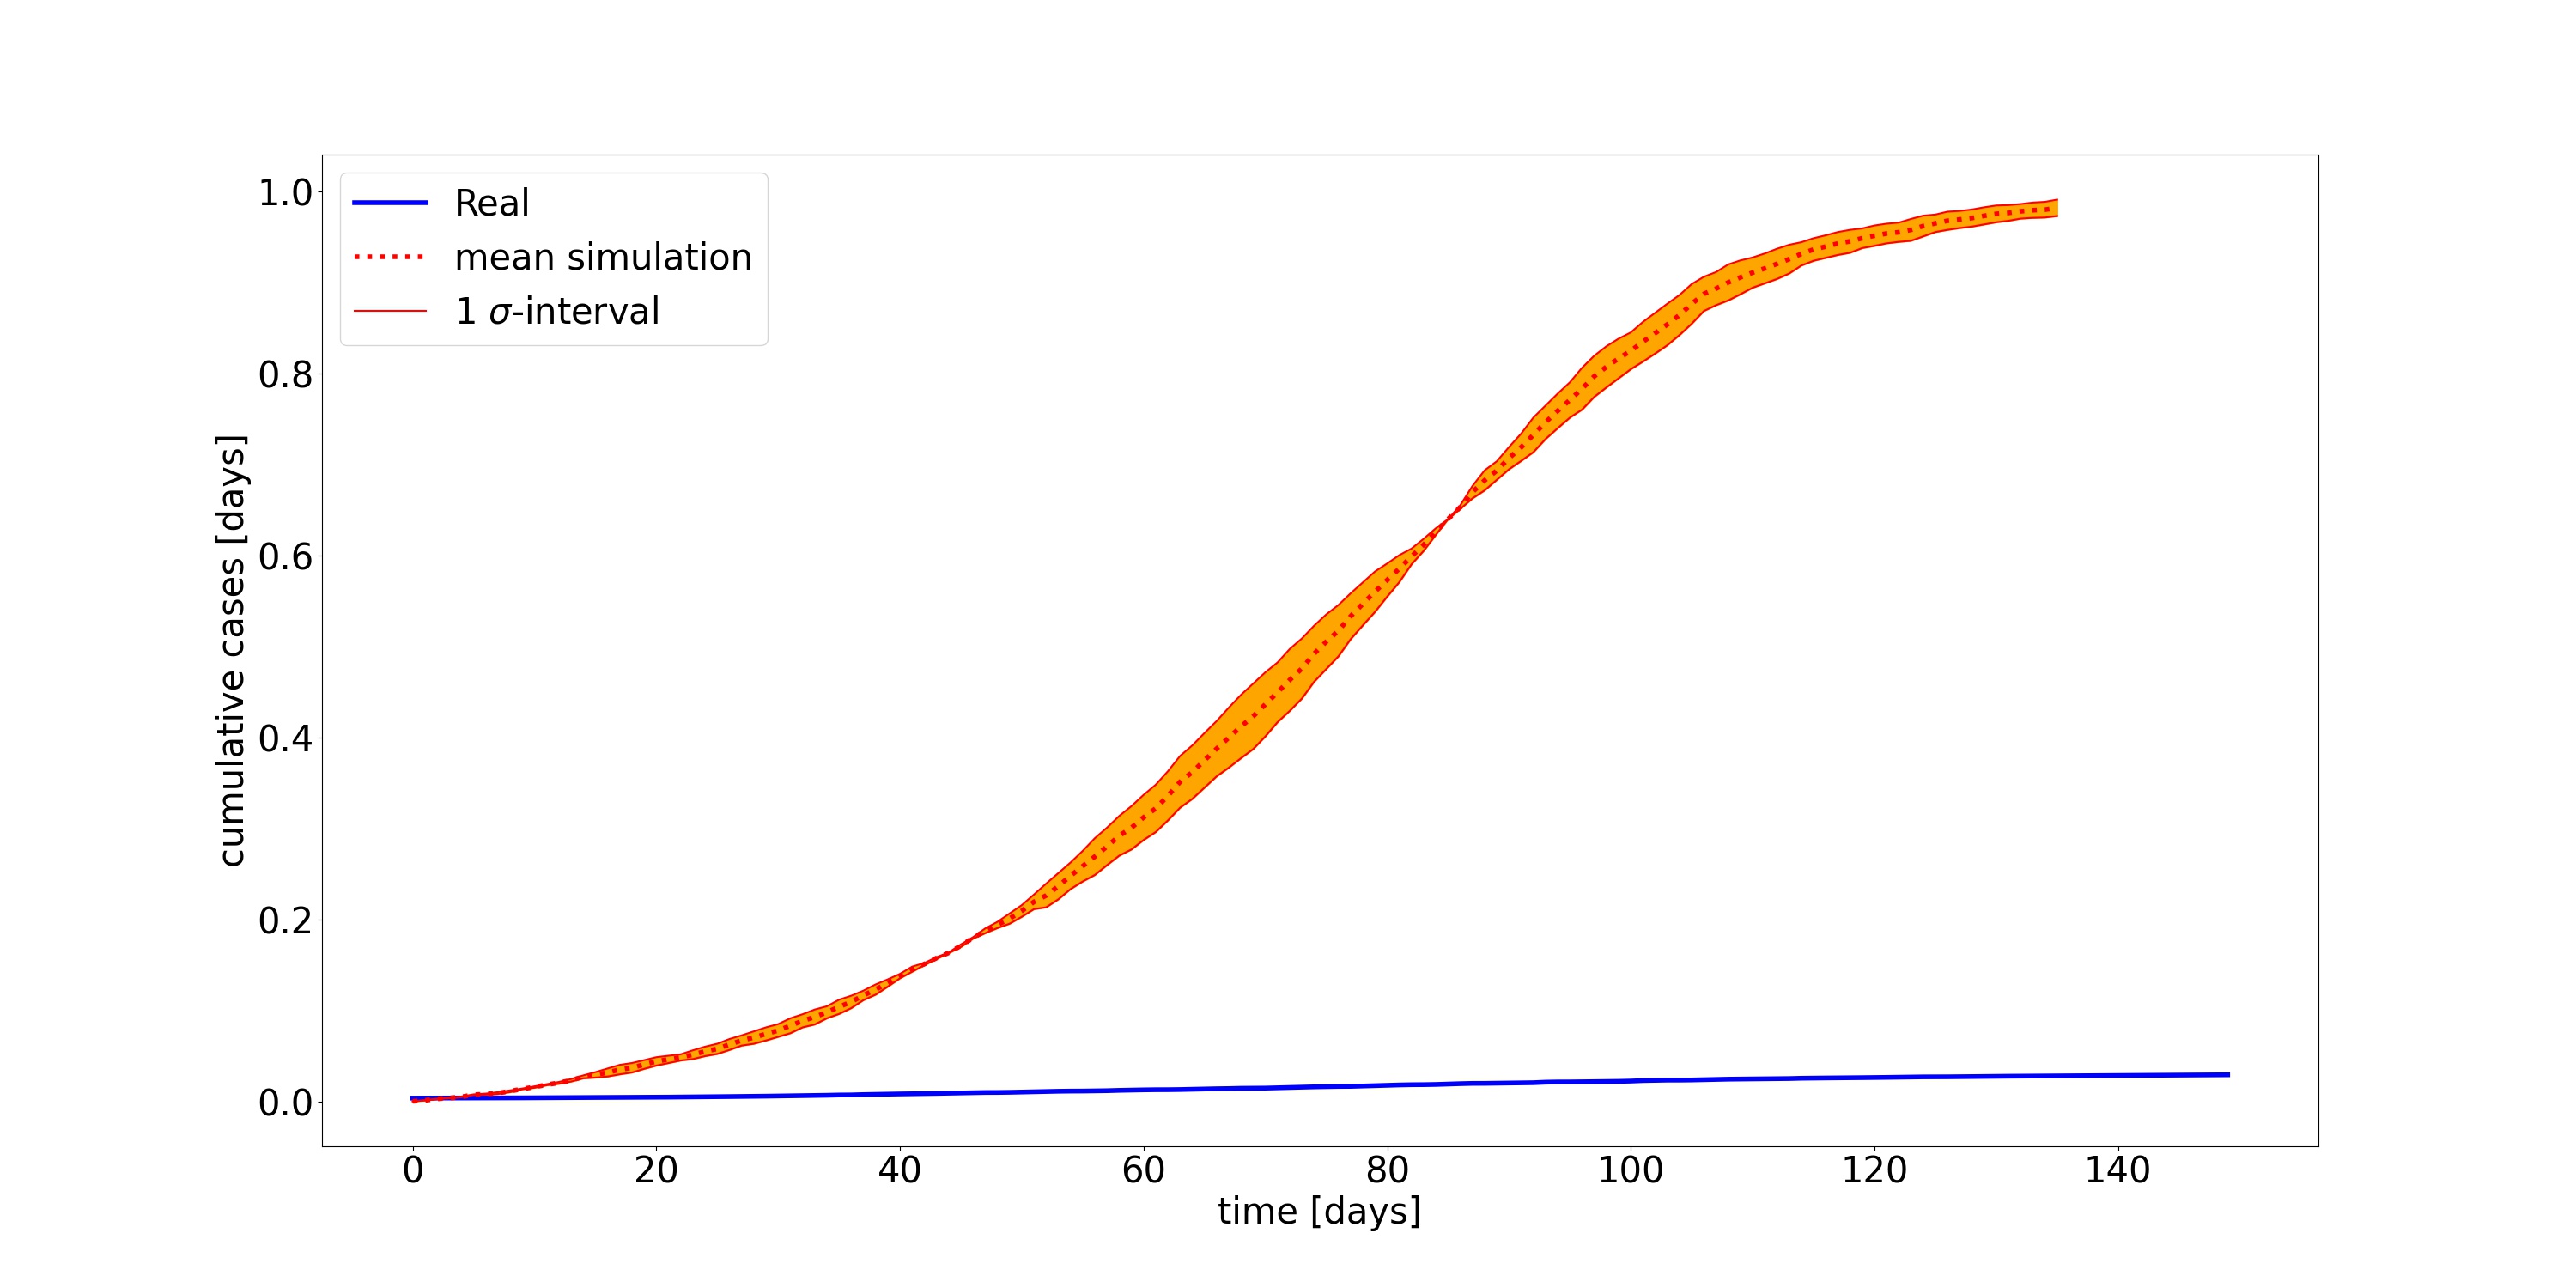 Real
mean simulation
1 σ-interval
1.0
0.8
0.6
0.4
0.2
0.0
cumulative cases [days]
0 20 40 60 80 100 120 140
time [days]